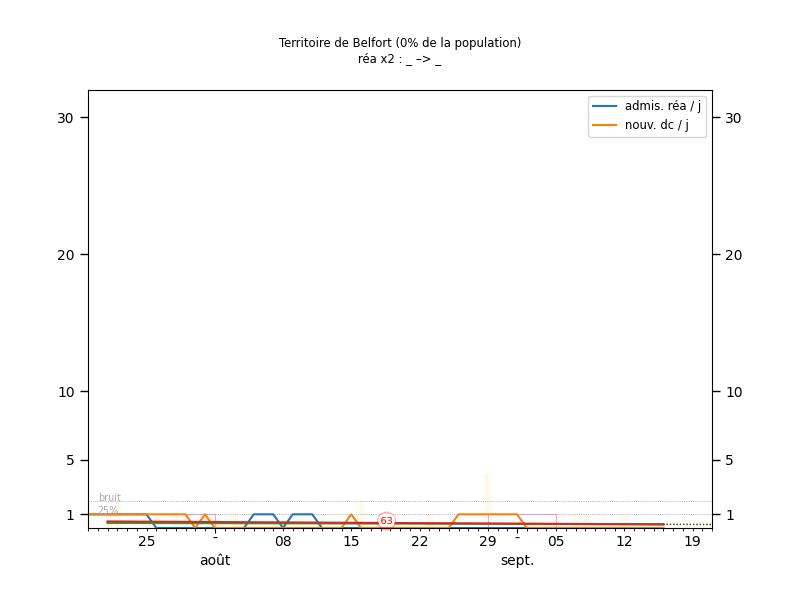 Territoire de Belfort (0% de la population)
réa x2 : _ –> _
admis. réa / j
nouv. dc / j
30 30
20 20
10 10
5 5
bruit
25%
1 1
63
25 - 08 15 22 29 - 05 12 19
août sept.